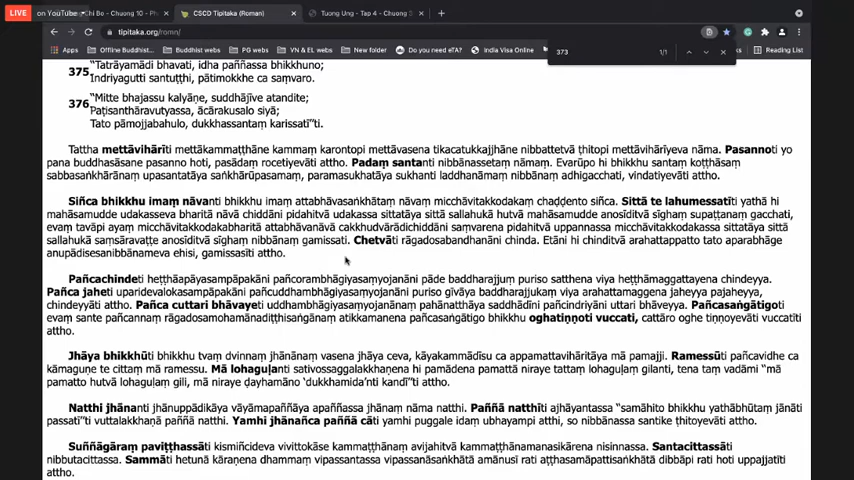 LIVE on YouTube
Chi Bo - Chuong 10 - P
CSCD Tipitaka (Roman)
Tuong Ung - Tap 4 - Chuong 3
tipitaka.org/romn/
373 1/1
Apps Offline Buddhist... Buddhist websites PG webs VN & EL webs New folder Do you need eTA? India Visa Online Reading List
375 "Tatrāyamādi bhavati, idha paññassa bhikkhuno;
Indriyagutti santuṭṭhi, pātimokkhe ca saṃvaro.
376 "Mitte bhajassu kalyāṇe, suddhājīve atandite;
Paṭisanthāravutyassa, ācārakusalo siyā;
Tato pāmojjabahulo, dukkhassantaṃ karissatī"ti.
Tattha mettāvihārīti mettākammaṭṭhāne kammaṃ karontopi mettāvasena tikacatukkajjhāne nibbattetvā ṭhitopi mettāvihārīyeva nāma. Pasannoti yo
pana buddhasāsane pasanno hoti, pasādaṃ rocetiyevāti attho. Padaṃ santanti nibbānassetaṃ nāmaṃ. Evarūpo hi bhikkhu santaṃ koṭṭhāsaṃ
sabbasaṅkhārānaṃ upasantatāya saṅkhārūpasamaṃ, paramasukhatāya sukhanti laddhanāmaṃ nibbānaṃ adhigacchati, vindatiyevāti attho.
Siñca bhikkhu imaṃ nāvanti bhikkhu imaṃ attabhāvasaṅkhātaṃ nāvaṃ micchāvitakkodakaṃ chaḍḍento siñca. Sittā te lahumessatīti yathā hi
mahāsamudde udakasseva bharitā nāvā chiddāni pidahitvā udakassa sittatāya sittā sallahukā hutvā mahāsamudde anosīditvā sīghaṃ supaṭṭanaṃ gacchati,
evaṃ tavāpi ayaṃ micchāvitakkodakabharitā attabhāvanāvā cakkhudvārādichiddāni saṃvarena pidahitvā uppannassa micchāvitakkodakassa sittatāya sittā
sallahukā saṃsāravaṭṭe anosīditvā sīghaṃ nibbānaṃ gamissati. Chetvāti rāgadosabandhanāni chinda. Etāni hi chinditvā arahattappatto tato aparabhāge
anupādisesanibbānameva ehisi, gamissasīti attho.
Pañcachindeti heṭṭhāapāyasampāpakāni pañcorambhāgiyasaṃyojanāni pāde baddharajjuṃ puriso satthena viya heṭṭhāmaggattayena chindeyya.
Pañca jaheti uparidevalokasampāpakāni pañcuddhambhāgiyasaṃyojanāni puriso gīvāya baddharajjukaṃ viya arahattamaggena jaheyya pajaheyya,
chindeyyāti attho. Pañca cuttari bhāvayeti uddhambhāgiyasaṃyojanānaṃ pahānatthāya saddhādīni pañcindriyāni uttari bhāveyya. Pañcasaṅgātigoti
evaṃ sante pañcannaṃ rāgadosamohamānadiṭṭhisaṅgānaṃ atikkamanena pañcasaṅgātigo bhikkhu oghatiṇṇoti vuccati, cattāro oghe tiṇṇoyevāti vuccatīti
attho.
Jhāya bhikkhūti bhikkhu tvaṃ dvinnaṃ jhānānaṃ vasena jhāya ceva, kāyakammādīsu ca appamattavihāritāya mā pamajji. Ramessūti pañcavidhe ca
kāmaguṇe te cittaṃ mā ramessu. Mā lohaguḷanti sativossaggalakkhaṇena hi pamādena pamattā niraye tattaṃ lohaguḷaṃ gilanti, tena taṃ vadāmi "mā
pamatto hutvā lohaguḷaṃ gili, mā niraye ḍayhamāno 'dukkhamida'nti kandī"ti attho.
Natthi jhānanti jhānuppādikāya vāyāmapaññāya apaññassa jhānaṃ nāma natthi. Paññā natthīti ajhāyantassa "samāhito bhikkhu yathābhūtaṃ jānāti
passatī"ti vuttalakkhaṇā paññā natthi. Yamhi jhānañca paññā cāti yamhi puggale idaṃ ubhayampi atthi, so nibbānassa santike ṭhitoyevāti attho.
Suññāgāraṃ paviṭṭhassāti kismiñcideva vivittokāse kammaṭṭhānaṃ avijahitvā kammaṭṭhānamanasikārena nisinnassa. Santacittassāti
nibbutacittassa. Sammāti hetunā kāraṇena dhammaṃ vipassantassa vipassanāsaṅkhātā amānusī rati aṭṭhasamāpattisaṅkhātā dibbāpi rati hoti uppajjatīti
attho.